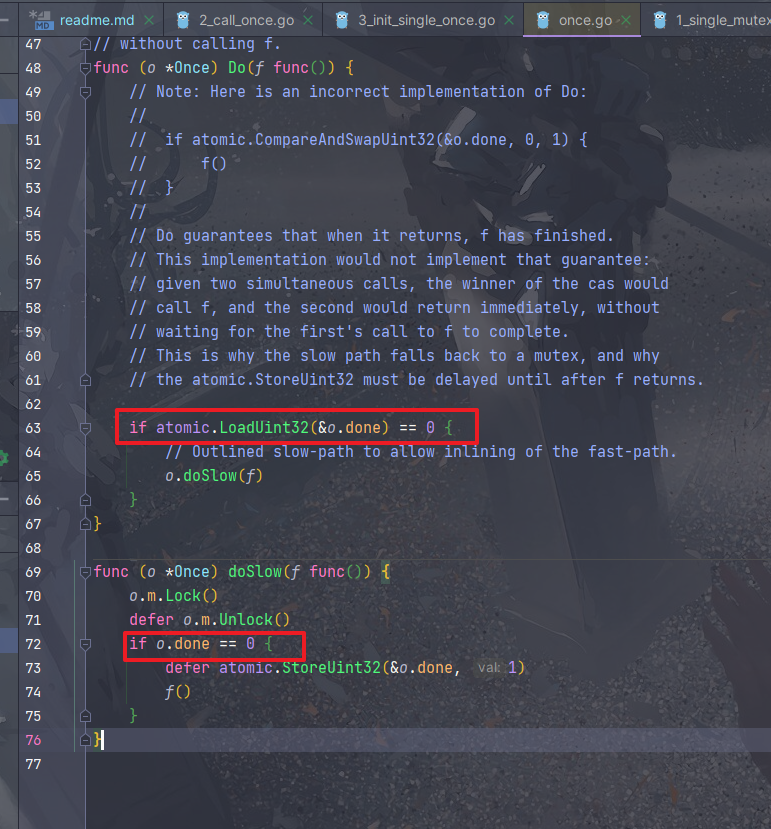 readme.md 2_call_once.go 3_init_single_once.go once.go 1_single_mutex
47 // without calling f.
48 func (o *Once) Do(f func()) {
49 // Note: Here is an incorrect implementation of Do:
50 //
51 // if atomic.CompareAndSwapUint32(&o.done, 0, 1) {
52 // f()
53 // }
54 //
55 // Do guarantees that when it returns, f has finished.
56 // This implementation would not implement that guarantee:
57 // given two simultaneous calls, the winner of the cas would
58 // call f, and the second would return immediately, without
59 // waiting for the first's call to f to complete.
60 // This is why the slow path falls back to a mutex, and why
61 // the atomic.StoreUint32 must be delayed until after f returns.
62
63 if atomic.LoadUint32(&o.done) == 0 {
64 // Outlined slow-path to allow inlining of the fast-path.
65 o.doSlow(f)
66 }
67 }
68
69 func (o *Once) doSlow(f func()) {
70 o.m.Lock()
71 defer o.m.Unlock()
72 if o.done == 0 {
73 defer atomic.StoreUint32(&o.done, val: 1)
74 f()
75 }
76 }
77